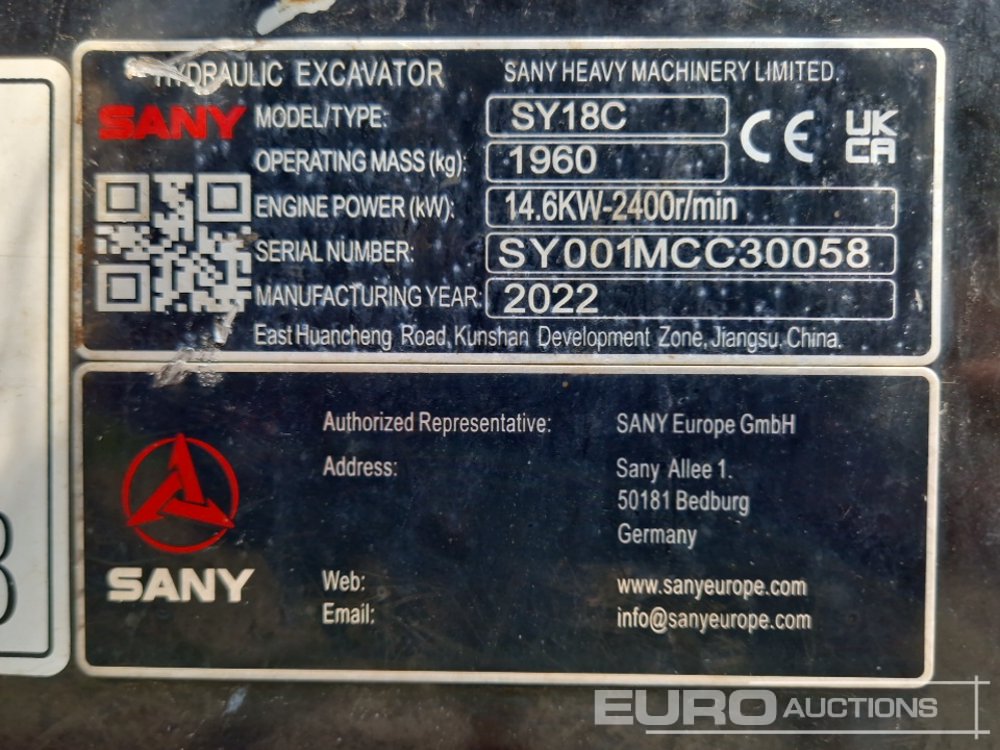 HYDRAULIC EXCAVATOR SANY HEAVY MACHINERY LIMITED.
SANY MODEL/TYPE: SY18C CE UK CA
OPERATING MASS (kg): 1960
ENGINE POWER (kW): 14.6KW-2400r/min
SERIAL NUMBER: SY001MCC30058
MANUFACTURING YEAR: 2022
East Huancheng Road, Kunshan Development Zone, Jiangsu, China.
Authorized Representative: SANY Europe GmbH
Address: Sany Allee 1.
50181 Bedburg
Germany
SANY
Web: www.sanyeurope.com
Email: info@sanyeurope.com
EURO AUCTIONS